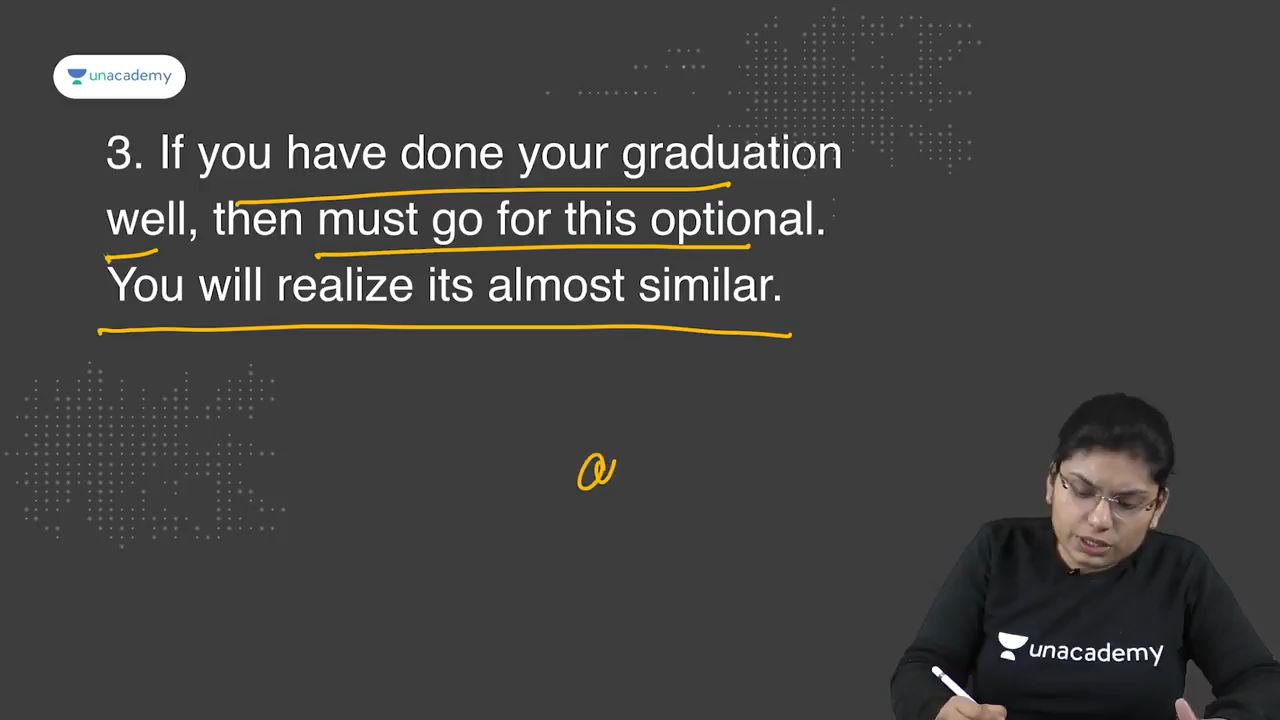 unacademy
3. If you have done your graduation
well, then must go for this optional.
You will realize its almost similar.
a
unacademy